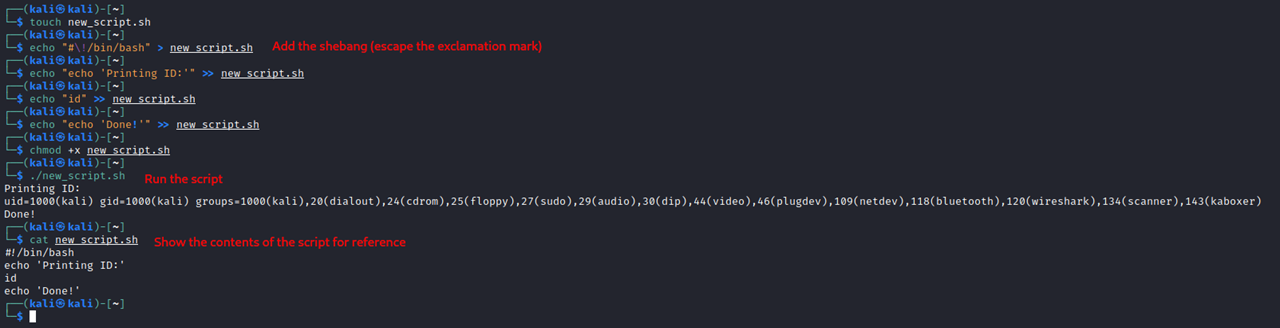 ┌──(kali㉿kali)-[~]
└─$ touch new_script.sh
┌──(kali㉿kali)-[~]
└─$ echo "#\!/bin/bash" > new_script.sh Add the shebang (escape the exclamation mark)
┌──(kali㉿kali)-[~]
└─$ echo "echo 'Printing ID:'" >> new_script.sh
┌──(kali㉿kali)-[~]
└─$ echo "id" >> new_script.sh
┌──(kali㉿kali)-[~]
└─$ echo "echo 'Done!'" >> new_script.sh
┌──(kali㉿kali)-[~]
└─$ chmod +x new_script.sh
┌──(kali㉿kali)-[~]
└─$ ./new_script.sh Run the script
Printing ID:
uid=1000(kali) gid=1000(kali) groups=1000(kali),20(dialout),24(cdrom),25(floppy),27(sudo),29(audio),30(dip),44(video),46(plugdev),109(netdev),118(bluetooth),120(wireshark),134(scanner),143(kaboxer)
Done!
┌──(kali㉿kali)-[~]
└─$ cat new_script.sh Show the contents of the script for reference
#!/bin/bash
echo 'Printing ID:'
id
echo 'Done!'
┌──(kali㉿kali)-[~]
└─$